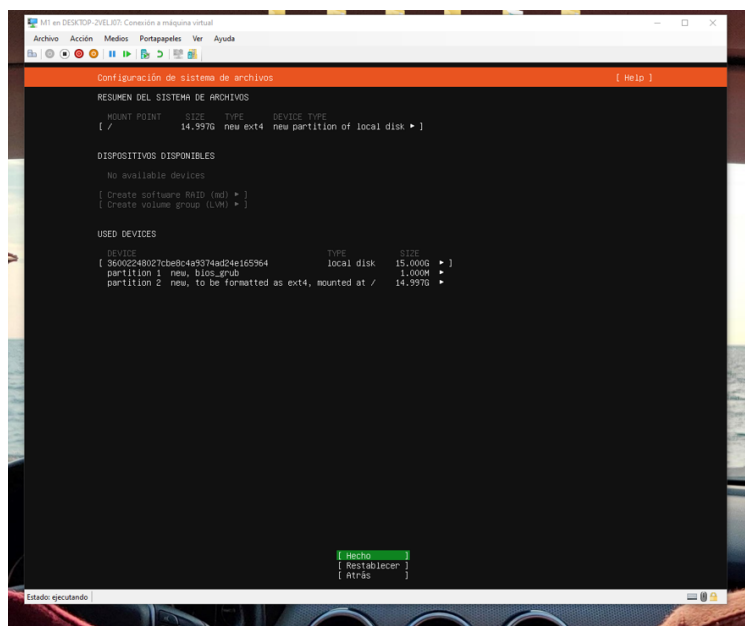 M1 en DESKTOP-2VELJ07: Conexión a máquina virtual
Archivo Acción Medios Portapapeles Ver Ayuda
Configuración de sistema de archivos [ Help ]
RESUMEN DEL SISTEMA DE ARCHIVOS
MOUNT POINT SIZE TYPE DEVICE TYPE
[ / 14.997G new ext4 new partition of local disk ▸ ]
DISPOSITIVOS DISPONIBLES
No available devices
[ Create software RAID (md) ▸ ]
[ Create volume group (LVM) ▸ ]
USED DEVICES
DEVICE TYPE SIZE
[ 36002248027cbe8c4a9374ad24e165964 local disk 15.000G ▸ ]
partition 1 new, bios_grub 1.000M ▸
partition 2 new, to be formatted as ext4, mounted at / 14.997G ▸
[ Hecho ]
[ Restablecer ]
[ Atrás ]
Estado: ejecutando